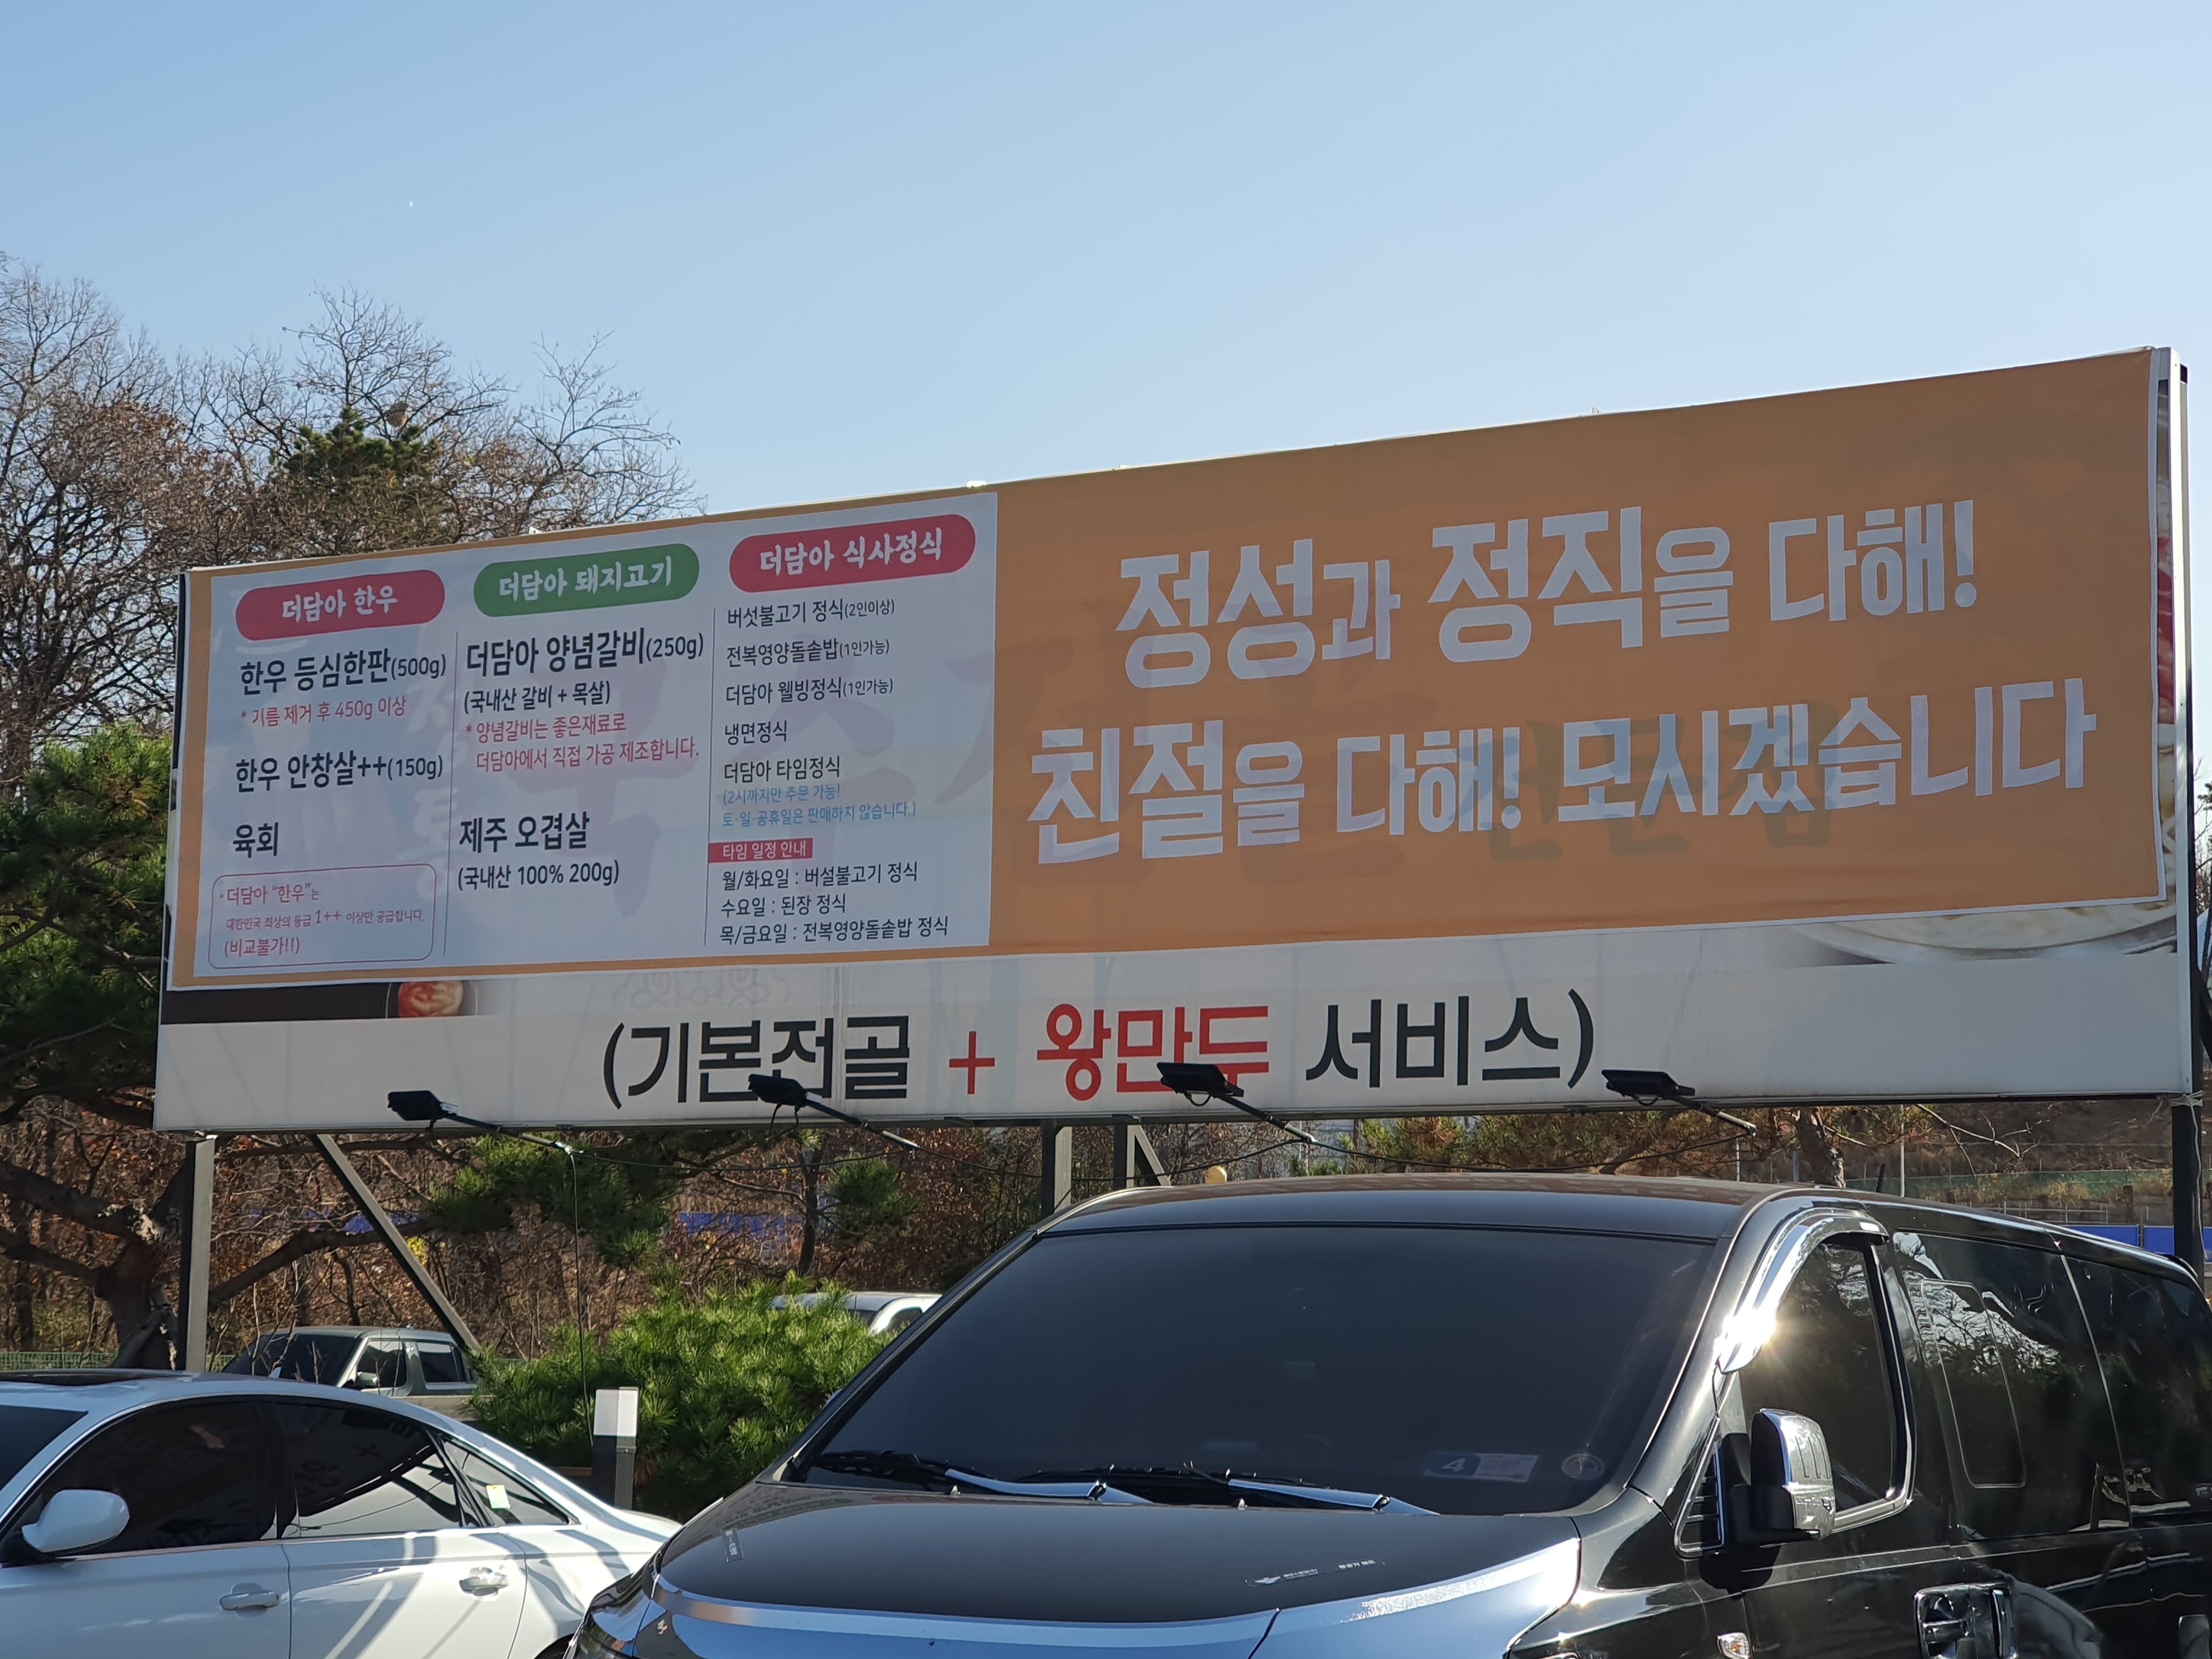 더담아 한우
한우 등심한판(500g)
* 기름 제거 후 450g 이상
한우 안창살++(150g)
육회
· 더담아 "한우"는
대한민국 최상의 등급 1++ 이상만 공급합니다.
(비교불가!!)
더담아 돼지고기
더담아 양념갈비(250g)
(국내산 갈비 + 목살)
* 양념갈비는 좋은재료로
더담아에서 직접 가공 제조합니다.
제주 오겹살
(국내산 100% 200g)
더담아 식사정식
버섯불고기 정식(2인이상)
전복영양돌솥밥(1인가능)
더담아 웰빙정식(1인가능)
냉면정식
더담아 타임정식
(2시까지만 주문 가능!
토·일·공휴일은 판매하지 않습니다.)
타임 일정 안내
월/화요일 : 버설불고기 정식
수요일 : 된장 정식
목/금요일 : 전복영양돌솥밥 정식
정성과 정직을 다해!
친절을 다해! 모시겠습니다
(기본전골 + 왕만두 서비스)
4